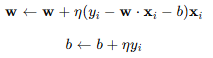 w ← w + η(yᵢ − w · xᵢ − b)xᵢ
b ← b + ηyᵢ